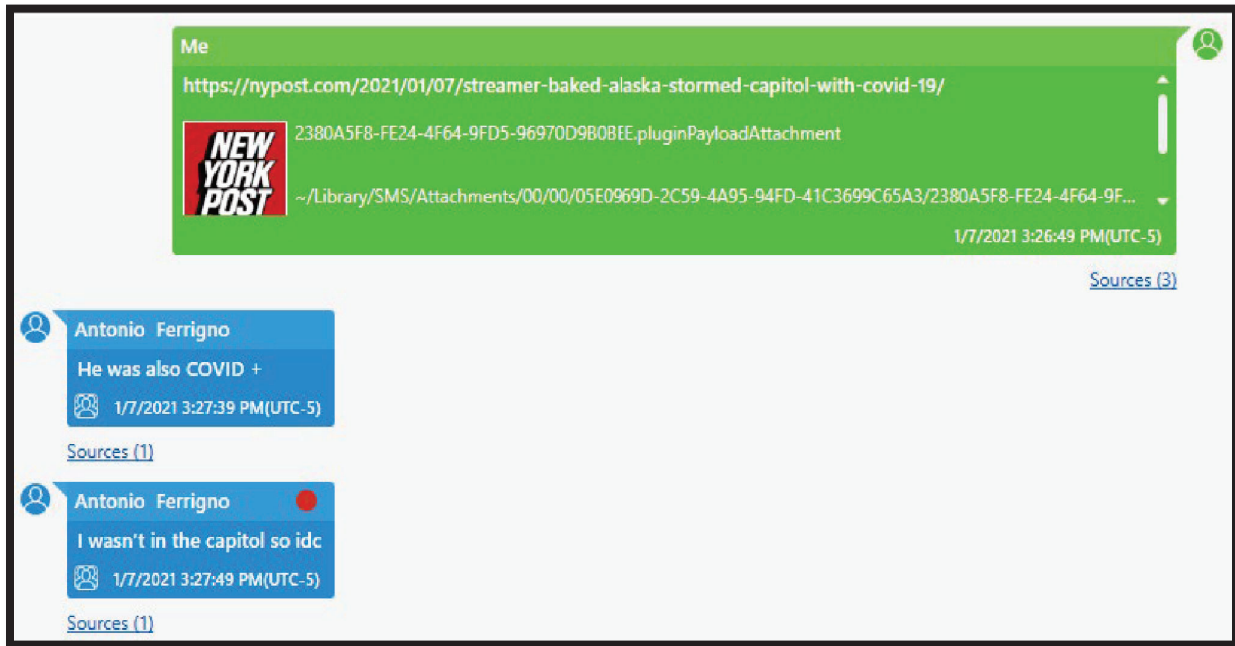 Me
https://nypost.com/2021/01/07/streamer-baked-alaska-stormed-capitol-with-covid-19/
NEW
YORK
POST
2380A5F8-FE24-4F64-9FD5-96970D9B0BEE.pluginPayloadAttachment
~/Library/SMS/Attachments/00/00/05E0969D-2C59-4A95-94FD-41C3699C65A3/2380A5F8-FE24-4F64-9F...
1/7/2021 3:26:49 PM(UTC-5)
Sources (3)
Antonio Ferrigno
He was also COVID +
1/7/2021 3:27:39 PM(UTC-5)
Sources (1)
Antonio Ferrigno
I wasn't in the capitol so idc
1/7/2021 3:27:49 PM(UTC-5)
Sources (1)